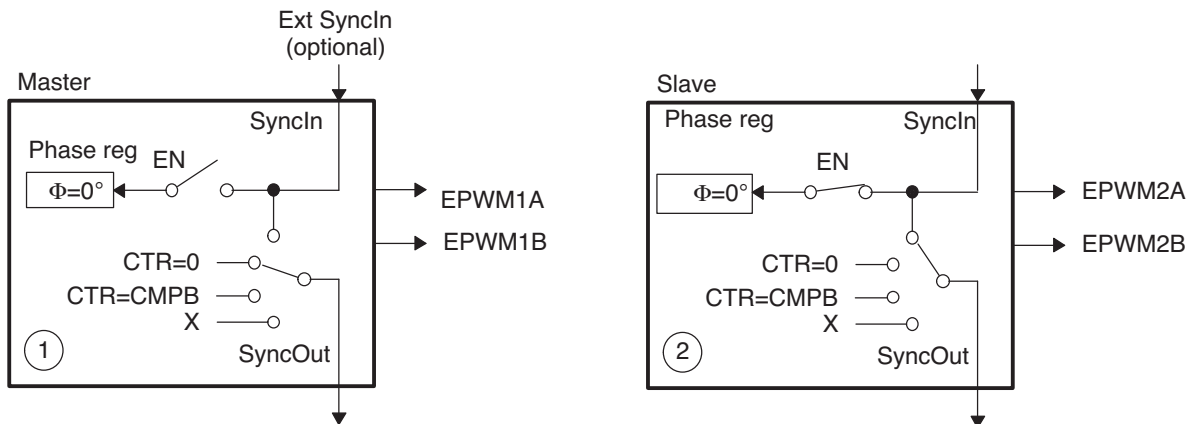 Ext SyncIn
(optional)
Master
SyncIn
Phase reg
EN
Φ=0°
EPWM1A
EPWM1B
CTR=0
CTR=CMPB
X
1
SyncOut
Slave
Phase reg
SyncIn
EN
Φ=0°
EPWM2A
EPWM2B
CTR=0
CTR=CMPB
X
2
SyncOut